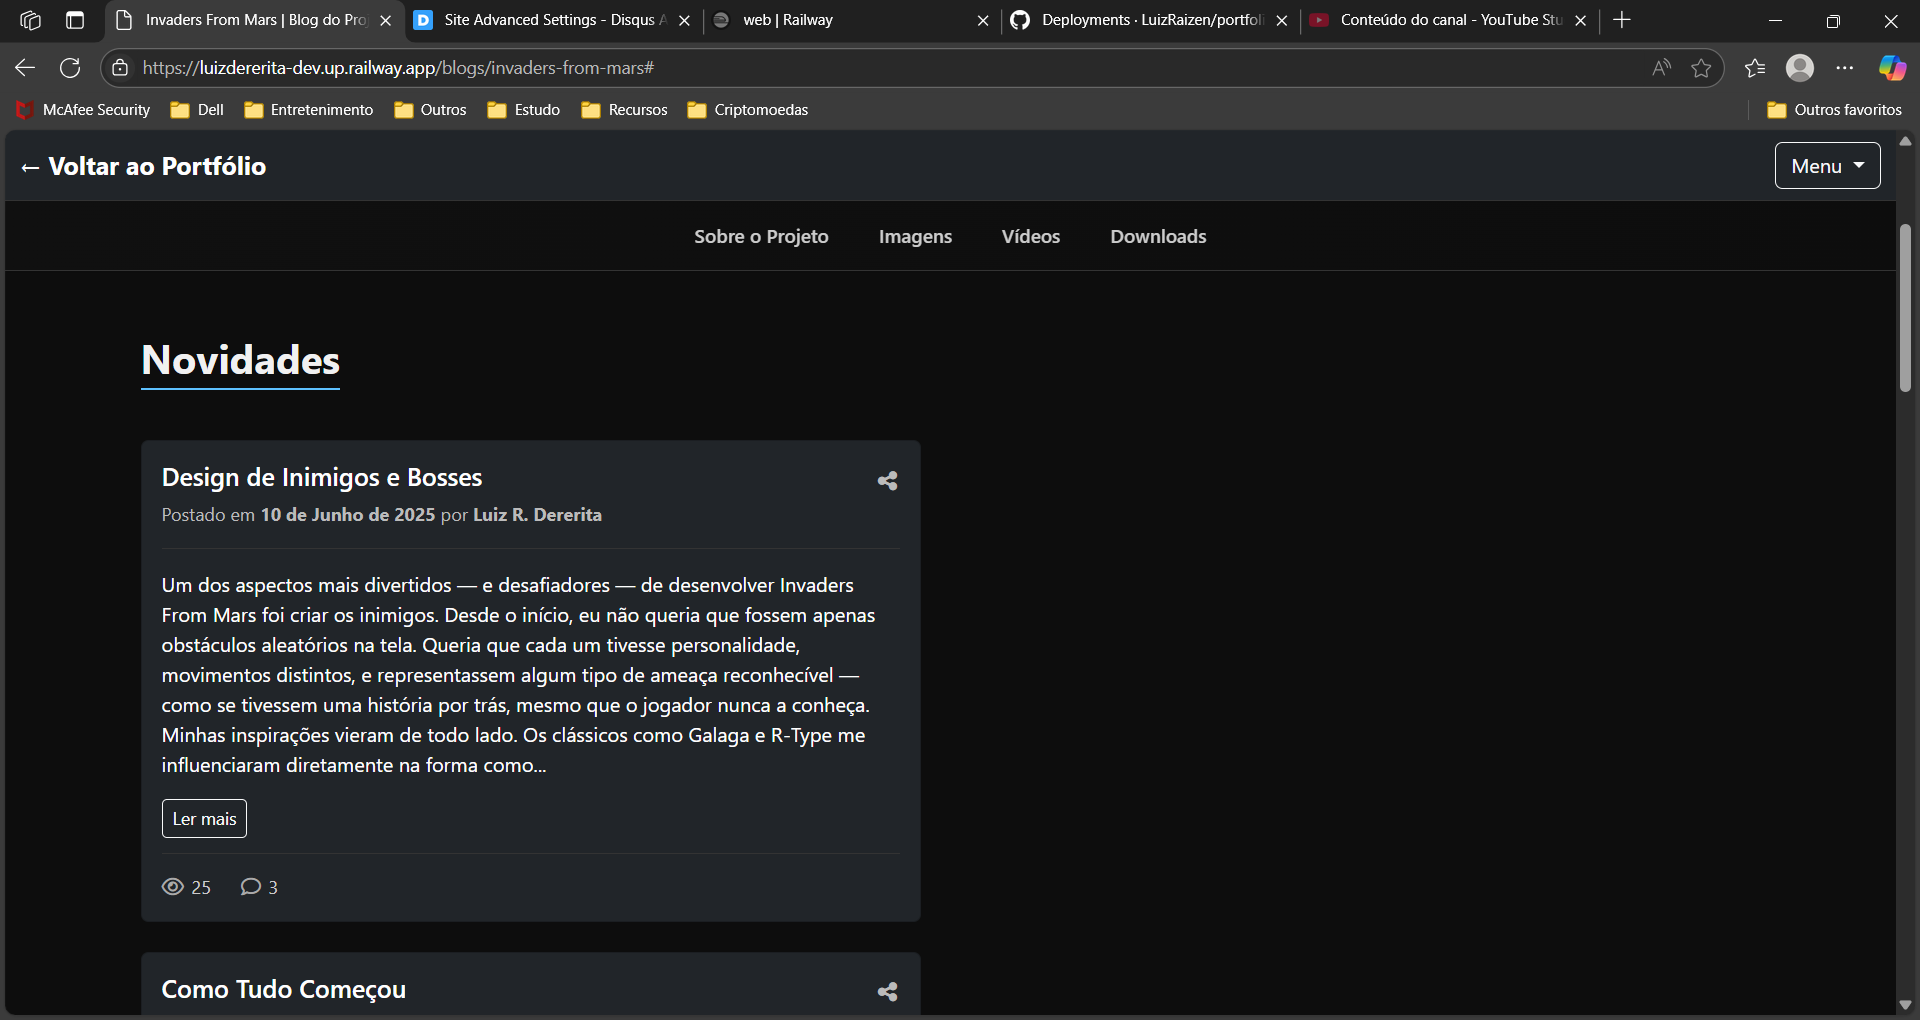 Invaders From Mars | Blog do Pro
Site Advanced Settings - Disqus A
web | Railway
Deployments · LuizRaizen/portfoli
Conteúdo do canal - YouTube Stu
https://luizdererita-dev.up.railway.app/blogs/invaders-from-mars#
McAfee Security
Dell
Entretenimento
Outros
Estudo
Recursos
Criptomoedas
Outros favoritos
← Voltar ao Portfólio
Menu
Sobre o Projeto
Imagens
Vídeos
Downloads
Novidades
Design de Inimigos e Bosses
Postado em 10 de Junho de 2025 por Luiz R. Dererita
Um dos aspectos mais divertidos — e desafiadores — de desenvolver Invaders
From Mars foi criar os inimigos. Desde o início, eu não queria que fossem apenas
obstáculos aleatórios na tela. Queria que cada um tivesse personalidade,
movimentos distintos, e representassem algum tipo de ameaça reconhecível —
como se tivessem uma história por trás, mesmo que o jogador nunca a conheça.
Minhas inspirações vieram de todo lado. Os clássicos como Galaga e R-Type me
influenciaram diretamente na forma como...
Ler mais
25
3
Como Tudo Começou